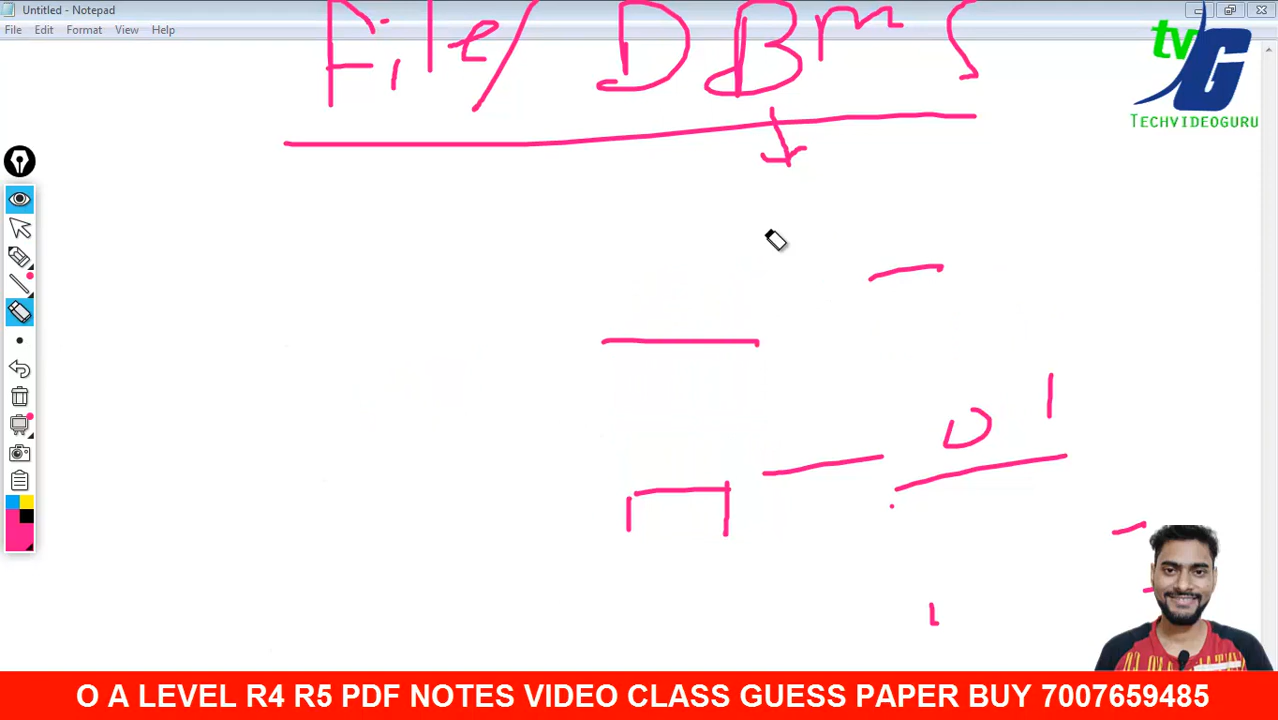 Untitled - Notepad
File Edit Format View Help
File/ DBmS
tv G
TECHVIDEOGURU
D I
O A LEVEL R4 R5 PDF NOTES VIDEO CLASS GUESS PAPER BUY 7007659485